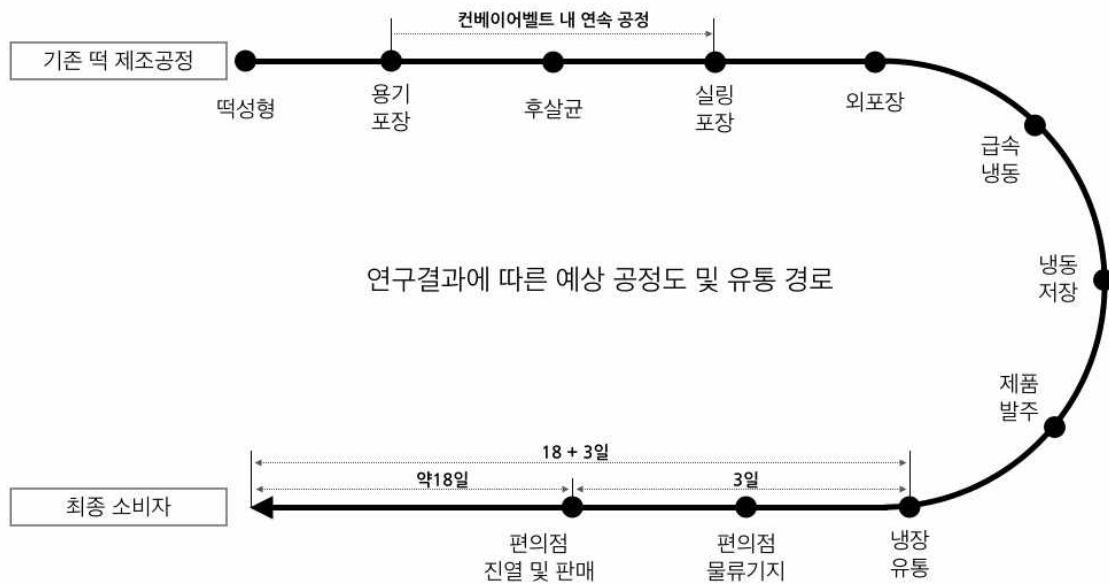 컨베이어벨트 내 연속 공정
기존 떡 제조공정
떡성형
용기
포장
후살균
실링
포장
외포장
급속
냉동
연구결과에 따른 예상 공정도 및 유통 경로
냉동
저장
제품
발주
18 + 3일
약18일
3일
최종 소비자
편의점
진열 및 판매
편의점
물류기지
냉장
유통